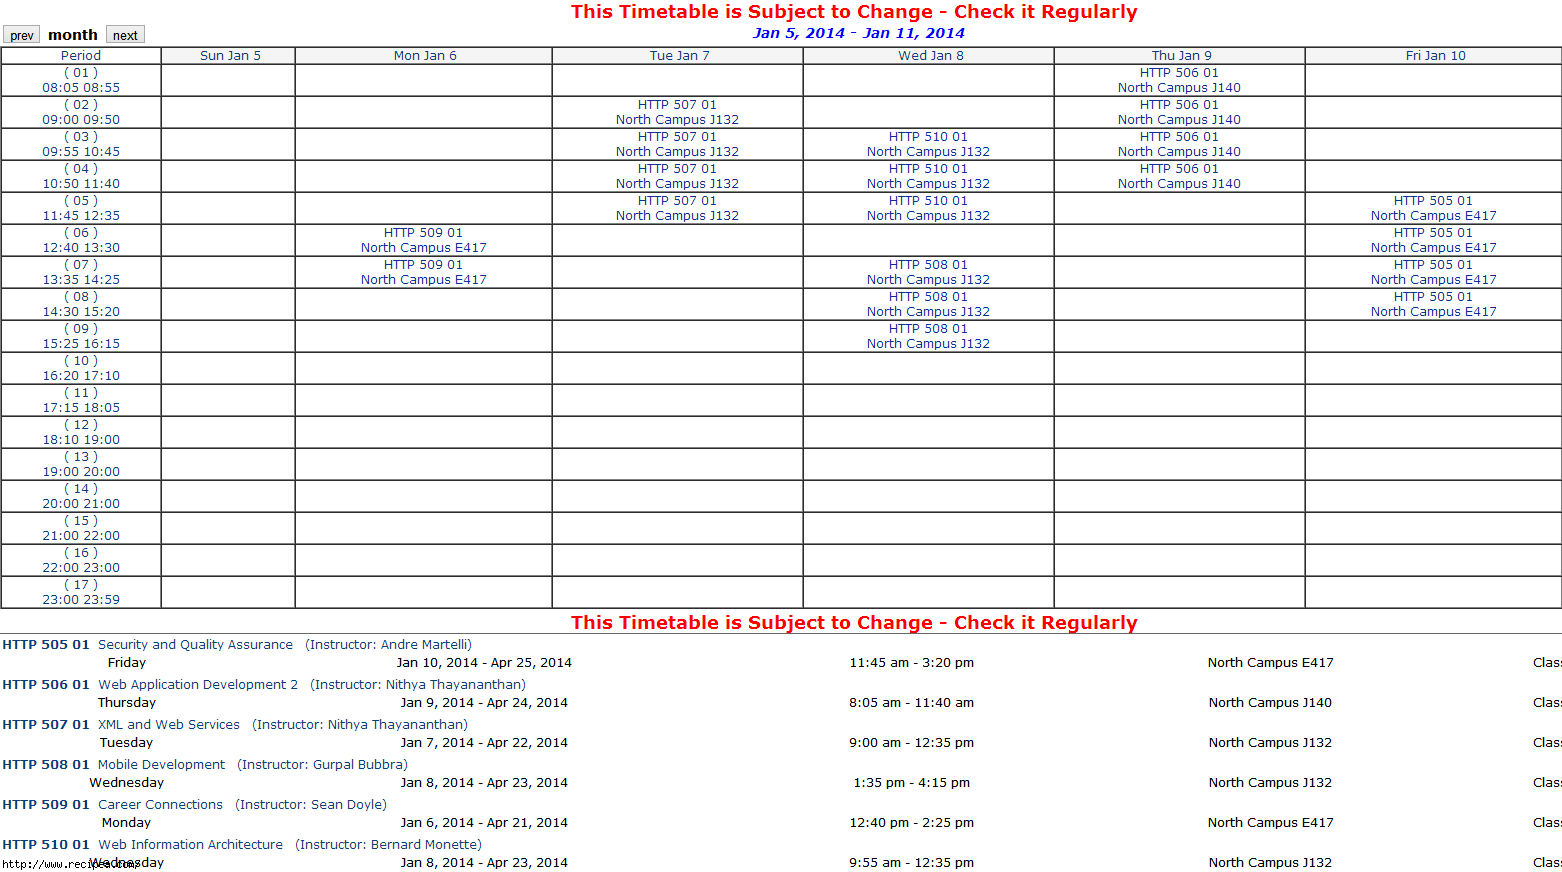 This Timetable is Subject to Change - Check it Regularly
prev month next
Jan 5, 2014 - Jan 11, 2014
Period Sun Jan 5 Mon Jan 6 Tue Jan 7 Wed Jan 8 Thu Jan 9 Fri Jan 10
( 01 ) HTTP 506 01
08:05 08:55 North Campus J140
( 02 ) HTTP 507 01 HTTP 506 01
09:00 09:50 North Campus J132 North Campus J140
( 03 ) HTTP 507 01 HTTP 510 01 HTTP 506 01
09:55 10:45 North Campus J132 North Campus J132 North Campus J140
( 04 ) HTTP 507 01 HTTP 510 01 HTTP 506 01
10:50 11:40 North Campus J132 North Campus J132 North Campus J140
( 05 ) HTTP 507 01 HTTP 510 01 HTTP 505 01
11:45 12:35 North Campus J132 North Campus J132 North Campus E417
( 06 ) HTTP 509 01 HTTP 505 01
12:40 13:30 North Campus E417 North Campus E417
( 07 ) HTTP 509 01 HTTP 508 01 HTTP 505 01
13:35 14:25 North Campus E417 North Campus J132 North Campus E417
( 08 ) HTTP 508 01 HTTP 505 01
14:30 15:20 North Campus J132 North Campus E417
( 09 ) HTTP 508 01
15:25 16:15 North Campus J132
( 10 )
16:20 17:10
( 11 )
17:15 18:05
( 12 )
18:10 19:00
( 13 )
19:00 20:00
( 14 )
20:00 21:00
( 15 )
21:00 22:00
( 16 )
22:00 23:00
( 17 )
23:00 23:59
This Timetable is Subject to Change - Check it Regularly
HTTP 505 01 Security and Quality Assurance (Instructor: Andre Martelli)
Friday Jan 10, 2014 - Apr 25, 2014 11:45 am - 3:20 pm North Campus E417 Clas
HTTP 506 01 Web Application Development 2 (Instructor: Nithya Thayananthan)
Thursday Jan 9, 2014 - Apr 24, 2014 8:05 am - 11:40 am North Campus J140 Clas
HTTP 507 01 XML and Web Services (Instructor: Nithya Thayananthan)
Tuesday Jan 7, 2014 - Apr 22, 2014 9:00 am - 12:35 pm North Campus J132 Clas
HTTP 508 01 Mobile Development (Instructor: Gurpal Bubbra)
Wednesday Jan 8, 2014 - Apr 23, 2014 1:35 pm - 4:15 pm North Campus J132 Clas
HTTP 509 01 Career Connections (Instructor: Sean Doyle)
Monday Jan 6, 2014 - Apr 21, 2014 12:40 pm - 2:25 pm North Campus E417 Clas
HTTP 510 01 Web Information Architecture (Instructor: Bernard Monette)
Wednesday Jan 8, 2014 - Apr 23, 2014 9:55 am - 12:35 pm North Campus J132 Clas